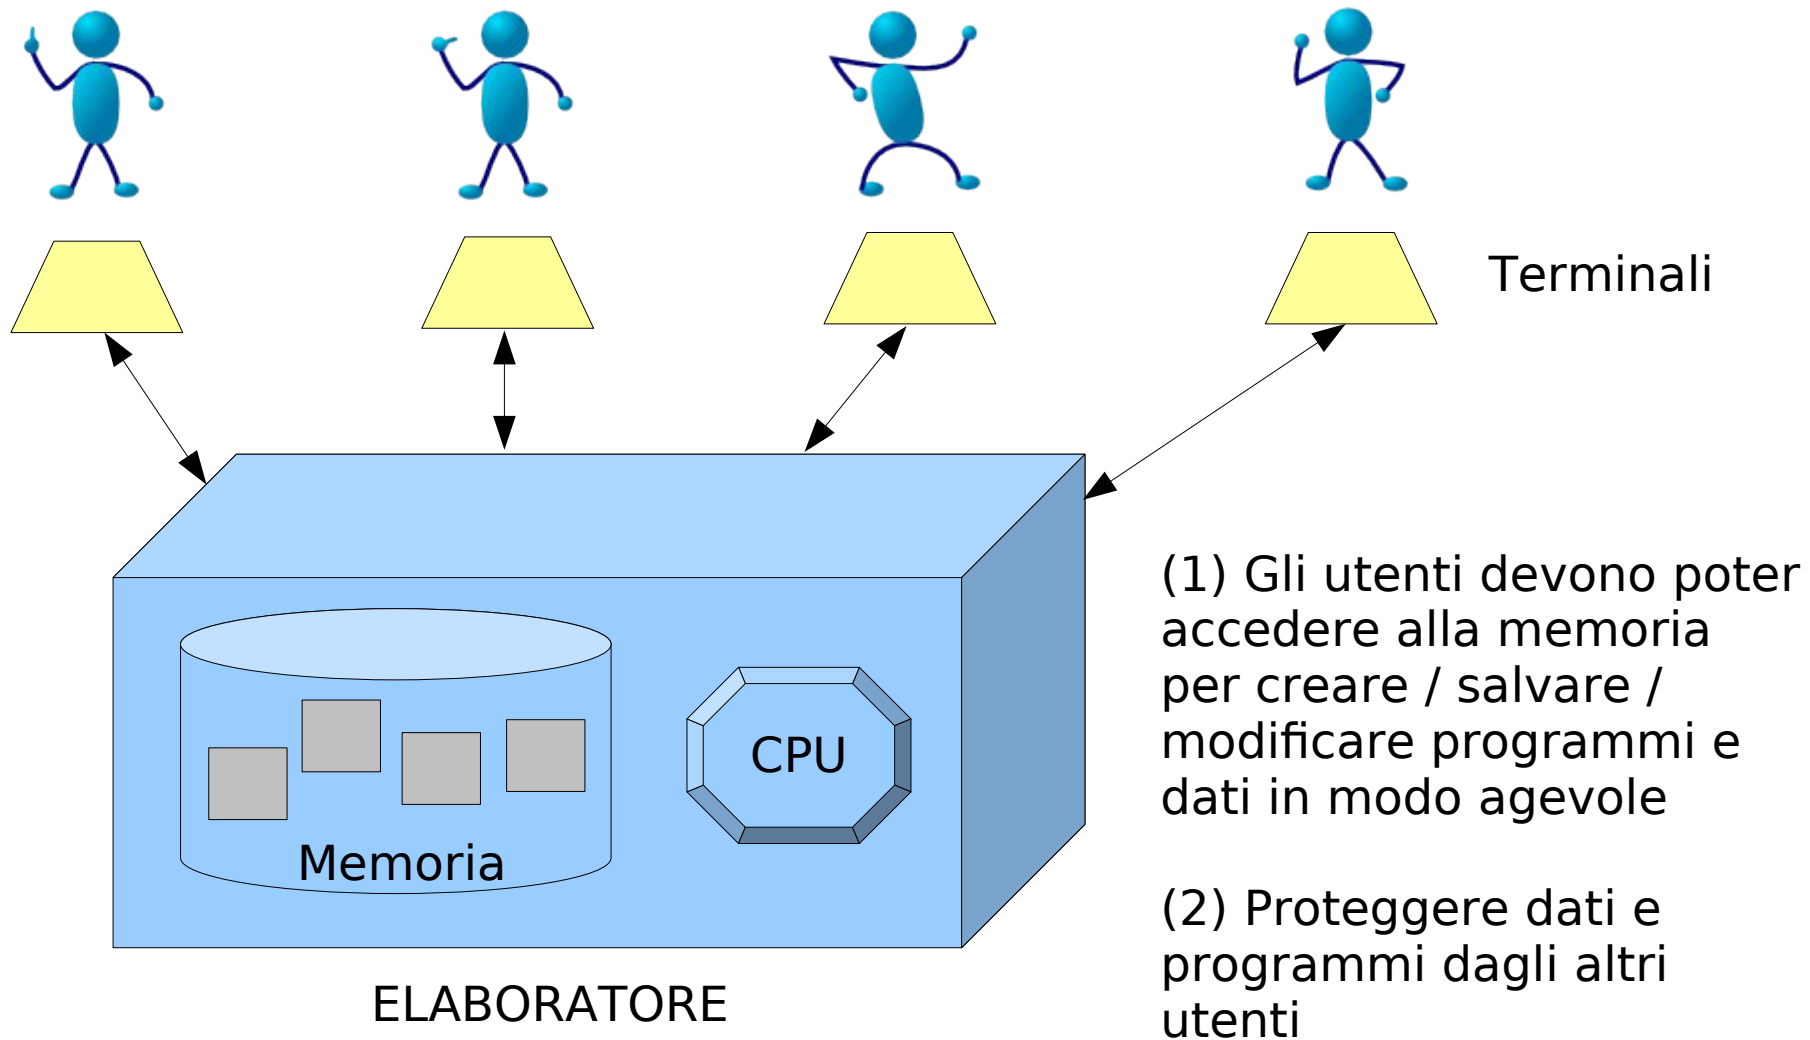 Terminali
(1) Gli utenti devono poter
accedere alla memoria
per creare / salvare /
modificare programmi e
dati in modo agevole
CPU
Memoria
(2) Proteggere dati e
programmi dagli altri
utenti
ELABORATORE